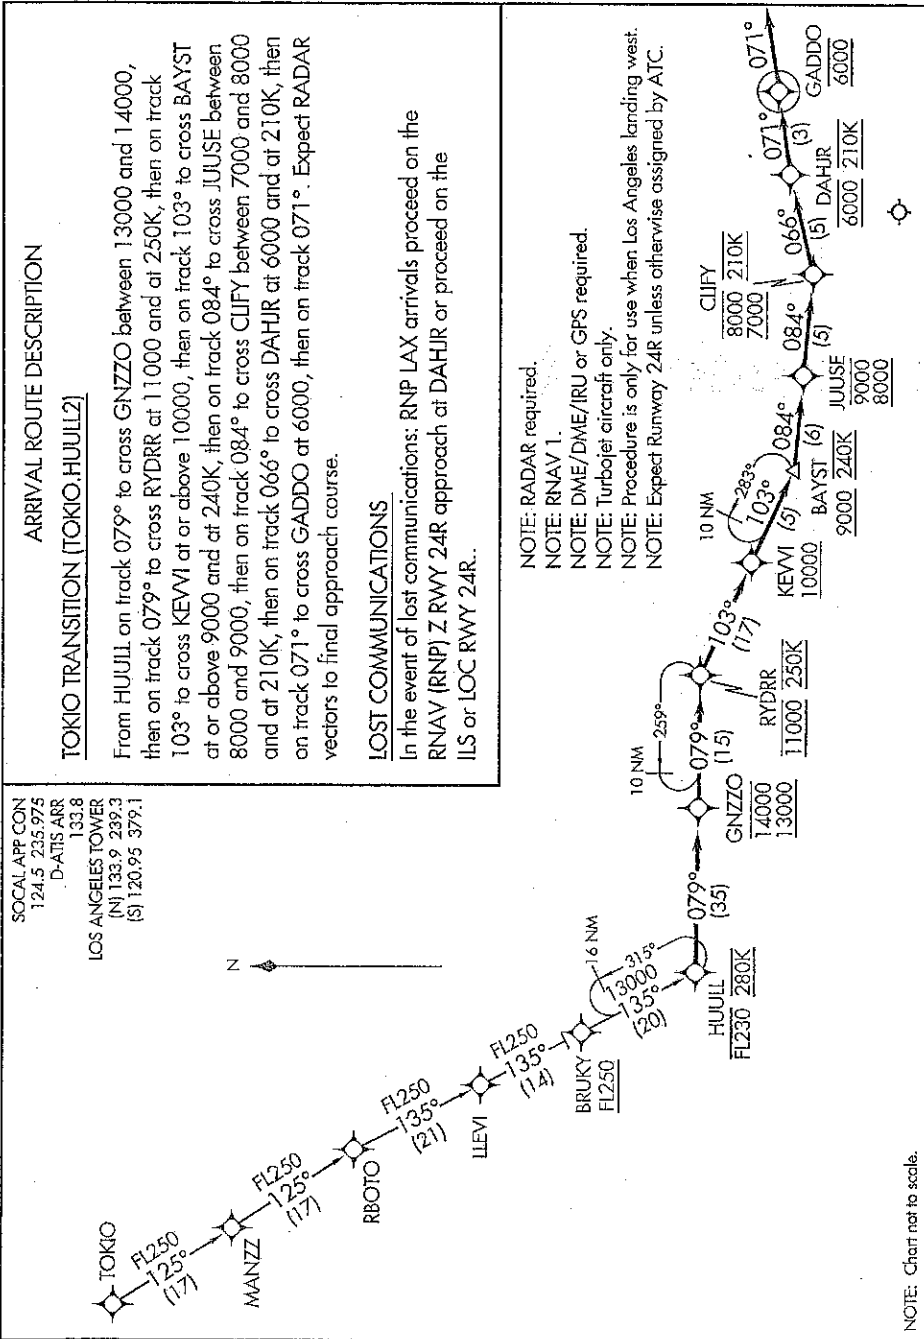 ARRIVAL ROUTE DESCRIPTION
TOKIO TRANSITION (TOKIO.HUULL2)
From HUULL on track 079° to cross GNZZO between 13000 and 14000,
then on track 079° to cross RYDRR at 11000 and at 250K, then on track
103° to cross KEVVI at or above 10000, then on track 103° to cross BAYST
at or above 9000 and at 240K, then on track 084° to cross JUUSE between
8000 and 9000, then on track 084° to cross CLIFY between 7000 and 8000
and at 210K, then on track 066° to cross DAHJR at 6000 and at 210K, then
on track 071° to cross GADDO at 6000, then on track 071°. Expect RADAR
vectors to final approach course.
LOST COMMUNICATIONS
In the event of lost communications: RNP LAX arrivals proceed on the
RNAV (RNP) Z RWY 24R approach at DAHJR or proceed on the
ILS or LOC RWY 24R..
SOCAL APP CON
124.5 235.975
D-ATIS ARR
133.8
LOS ANGELES TOWER
(N) 133.9 239.3
(S) 120.95 379.1
NOTE: RADAR required.
NOTE: RNAV 1.
NOTE: DME/DME/IRU or GPS required.
NOTE: Turbojet aircraft only.
NOTE: Procedure is only for use when Los Angeles landing west.
NOTE: Expect Runway 24R unless otherwise assigned by ATC.
N
TOKIO
FL250
125°
(17)
MANZZ
FL250
125°
(17)
RBOTO
FL250
135°
(21)
LLEVI
FL250
135°
(14)
BRUKY
FL250
16 NM
315°
13000
135°
(20)
HUULL
FL230 280K
079°
(35)
GNZZO
14000
13000
10 NM
259°
079°
(15)
RYDRR
11000 250K
103°
(17)
KEVVI
10000
10 NM
283°
103°
(5)
BAYST
9000 240K
084°
(6)
JUUSE
9000
8000
084°
(5)
CLIFY
8000 210K
7000
066°
(5)
DAHJR
6000 210K
071°
(3)
GADDO
6000
071°
NOTE: Chart not to scale.